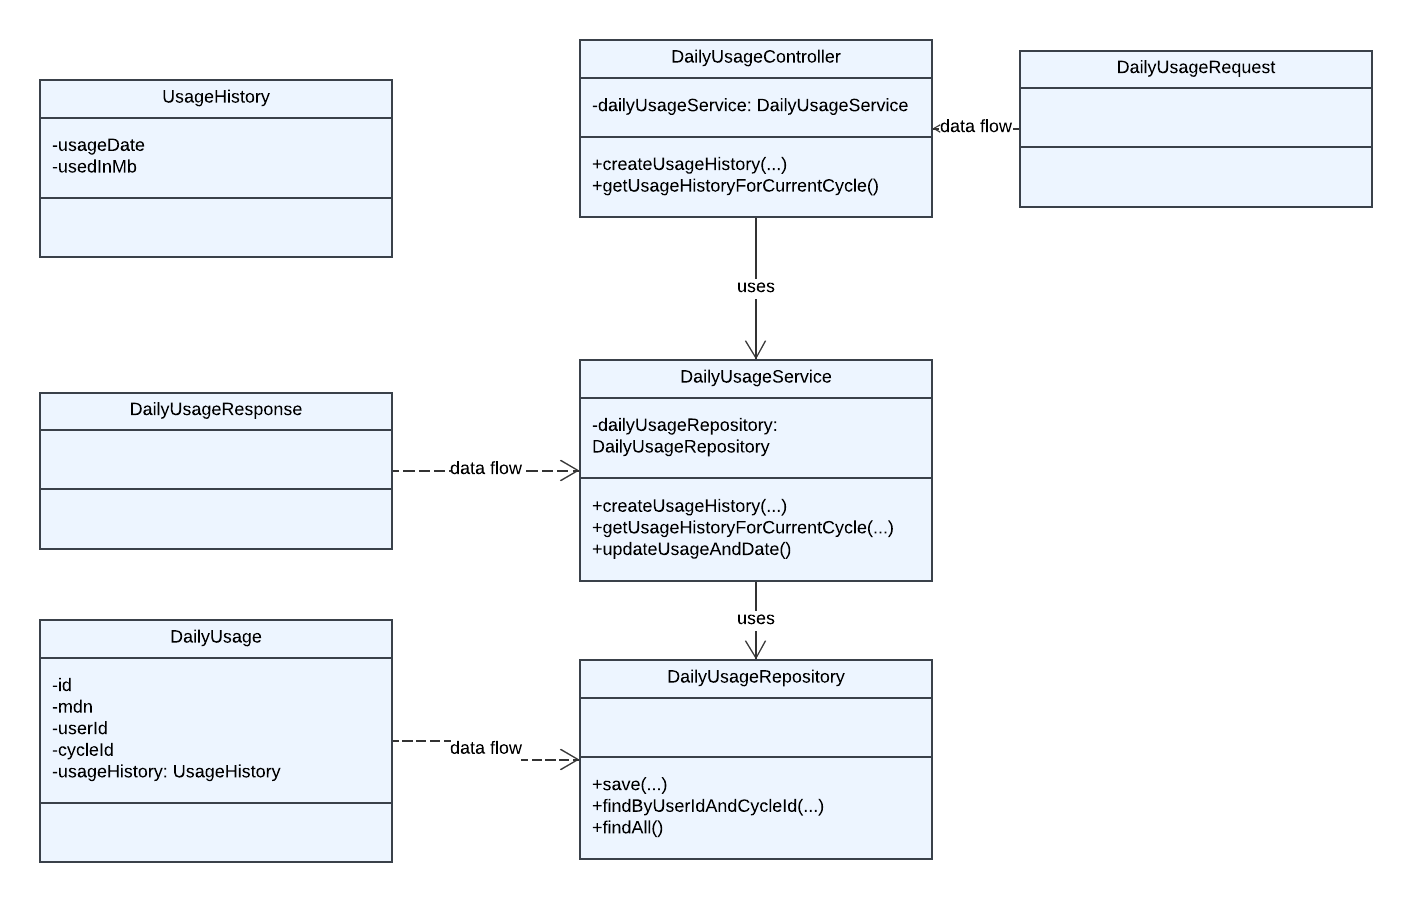 UsageHistory
-usageDate
-usedInMb
DailyUsageController
-dailyUsageService: DailyUsageService
+createUsageHistory(...)
+getUsageHistoryForCurrentCycle()
data flow
DailyUsageRequest
uses
DailyUsageResponse
data flow
DailyUsageService
-dailyUsageRepository:
DailyUsageRepository
+createUsageHistory(...)
+getUsageHistoryForCurrentCycle(...)
+updateUsageAndDate()
uses
DailyUsage
-id
-mdn
-userId
-cycleId
-usageHistory: UsageHistory
data flow
DailyUsageRepository
+save(...)
+findByUserIdAndCycleId(...)
+findAll()